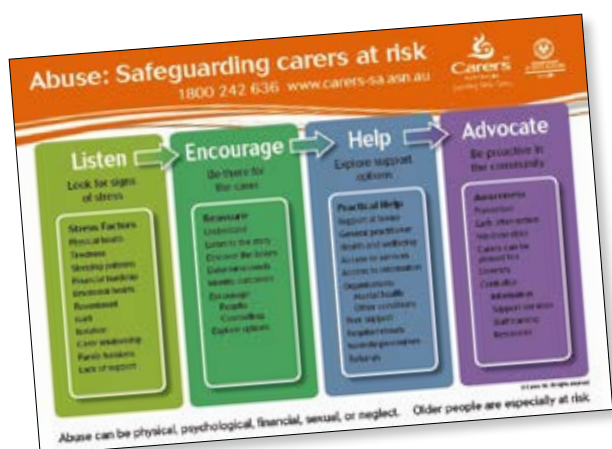 Abuse: Safeguarding carers at risk
1800 242 636 www.carers-sa.asn.au
Carers
Listen
Look for signs
of stress
Stress Factors
Physical health
Tiredness
Sleeping patterns
Financial hardship
Emotional health
Resentment
Guilt
Isolation
Carer relationship
Family tensions
Lack of support
Encourage
Be there for
the carer
Reassure
Understand
Listen to the story
Discover the issues
Determine needs
Identify outcomes
Encourage
Respite
Counselling
Explore options
Help
Explore support
options
Practical Help
Support at home
General practitioner
Health and wellbeing
Access to services
Access to information
Organisations
Mental health
Other conditions
Peer support
Referrals
Advocate
Be proactive in
the community
Awareness
Prevention
Early intervention
Carers can be
abused too
Information
Support services
Staff training
Resources
Abuse can be physical, psychological, financial, sexual, or neglect. Older people are especially at risk